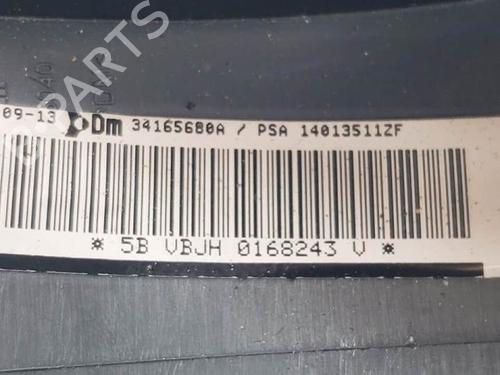 09-13 Dm 34165680A / PSA 14013511ZF
* 5B VBJH 0168243 V *
B-PARTS